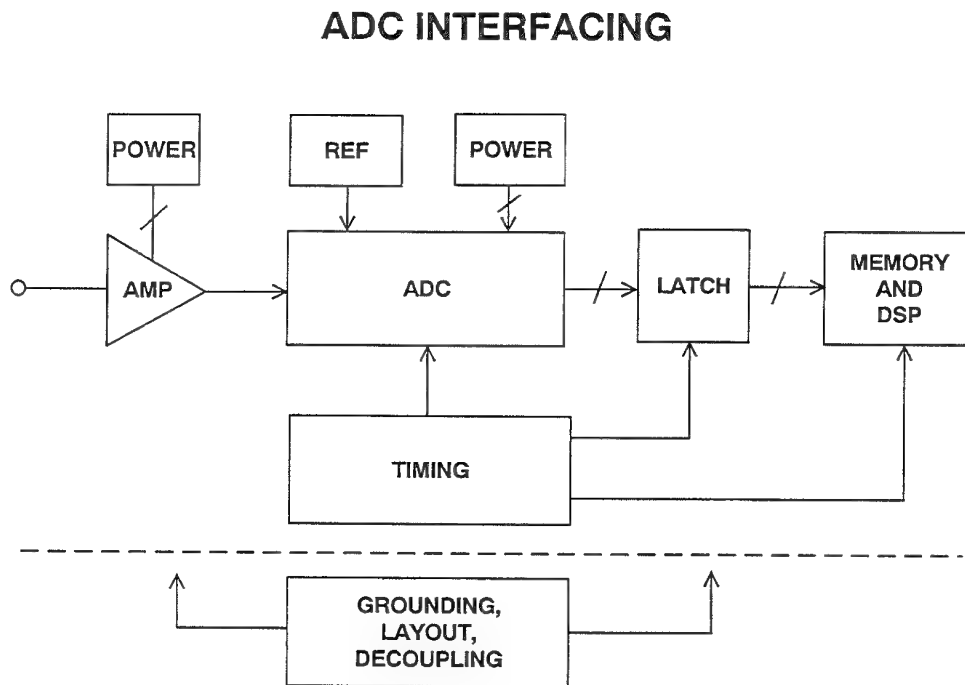 ADC INTERFACING
POWER
REF
POWER
AMP
ADC
LATCH
MEMORY
AND
DSP
TIMING
GROUNDING,
LAYOUT,
DECOUPLING